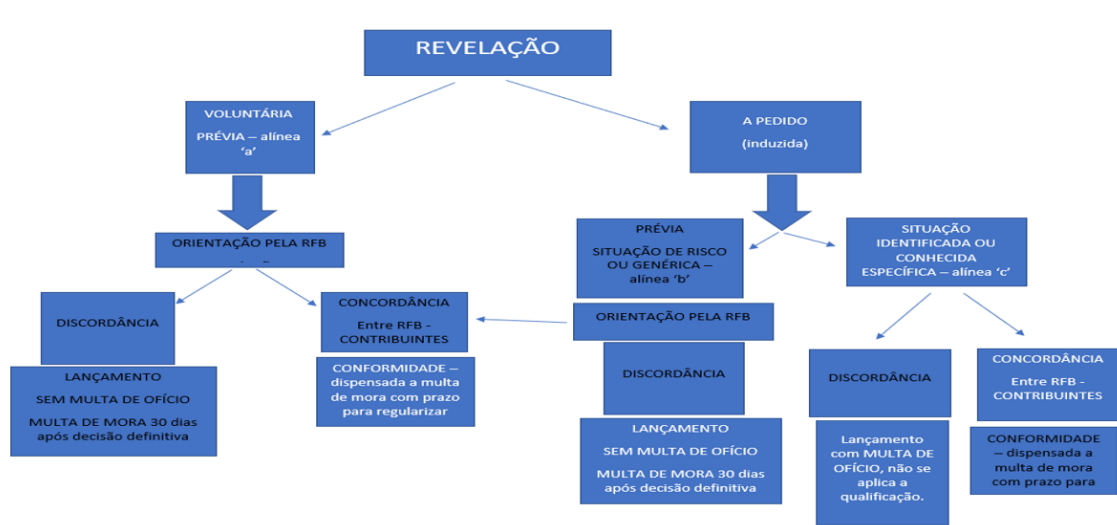 REVELAÇÃO
VOLUNTÁRIA
PRÉVIA – alínea
‘a’
A PEDIDO
(induzida)
ORIENTAÇÃO PELA RFB
PRÉVIA
SITUAÇÃO DE RISCO
OU GENÉRICA –
alínea ‘b’
SITUAÇÃO
IDENTIFICADA OU
CONHECIDA
ESPECÍFICA – alínea ‘c’
DISCORDÂNCIA
CONCORDÂNCIA
Entre RFB -
CONTRIBUINTES
ORIENTAÇÃO PELA RFB
LANÇAMENTO
SEM MULTA DE OFÍCIO
MULTA DE MORA 30 dias
após decisão definitiva
CONFORMIDADE –
dispensada a multa
de mora com prazo
para regularizar
DISCORDÂNCIA
DISCORDÂNCIA
CONCORDÂNCIA
Entre RFB -
CONTRIBUINTES
LANÇAMENTO
SEM MULTA DE OFÍCIO
MULTA DE MORA 30 dias
após decisão definitiva
Lançamento
com MULTA DE
OFÍCIO, não se
aplica a
qualificação.
CONFORMIDADE
– dispensada a
multa de mora
com prazo para